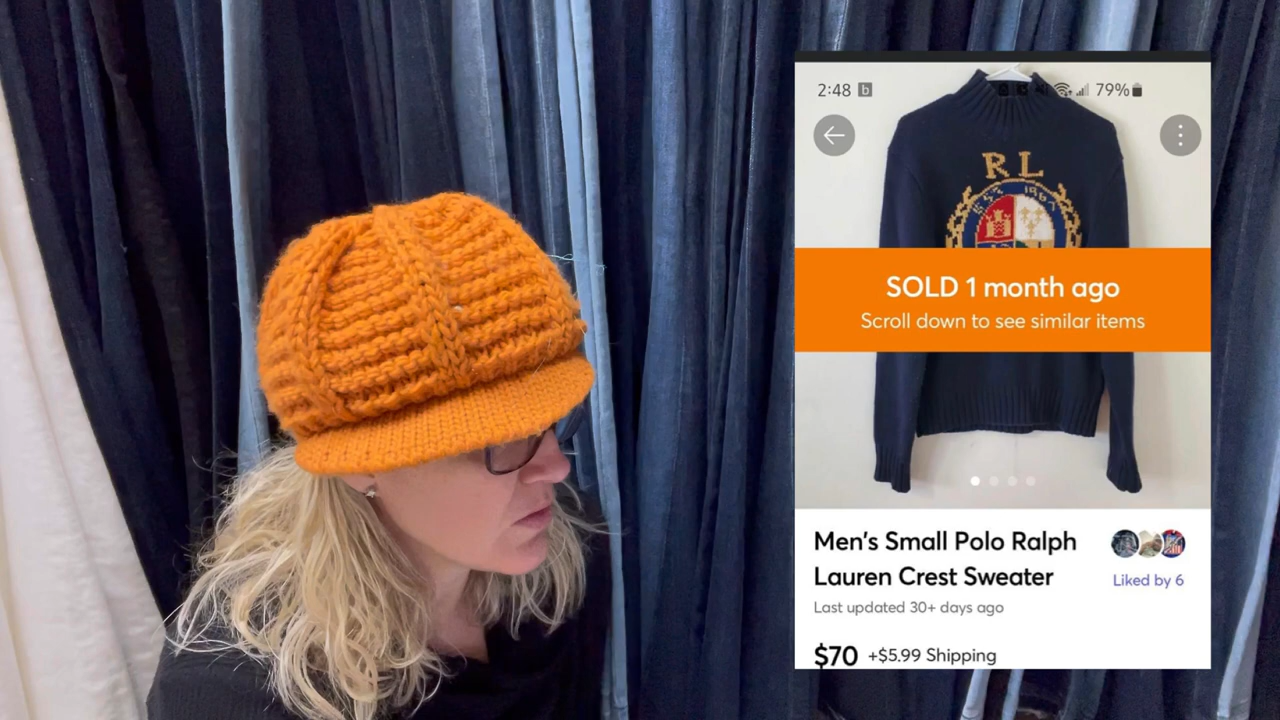 2:48 b 79%
RL
1967
SOLD 1 month ago
Scroll down to see similar items
Men's Small Polo Ralph
Lauren Crest Sweater
Liked by 6
Last updated 30+ days ago
$70 +$5.99 Shipping